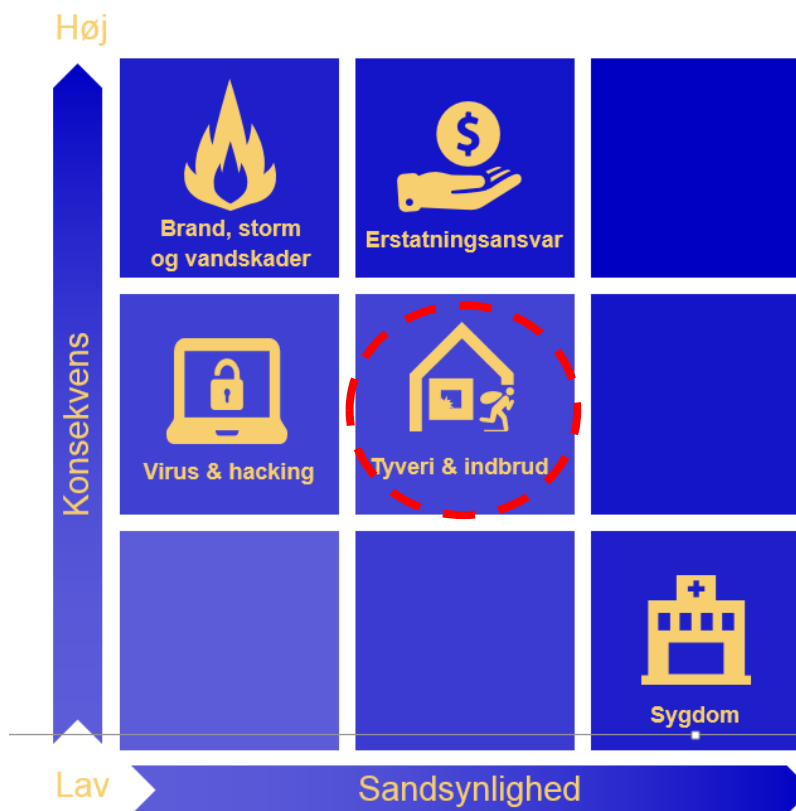 Høj
Brand, storm
og vandskader
$
Erstatningsansvar
Konsekvens
Virus & hacking
Tyveri & indbrud
Sygdom
Lav
Sandsynlighed